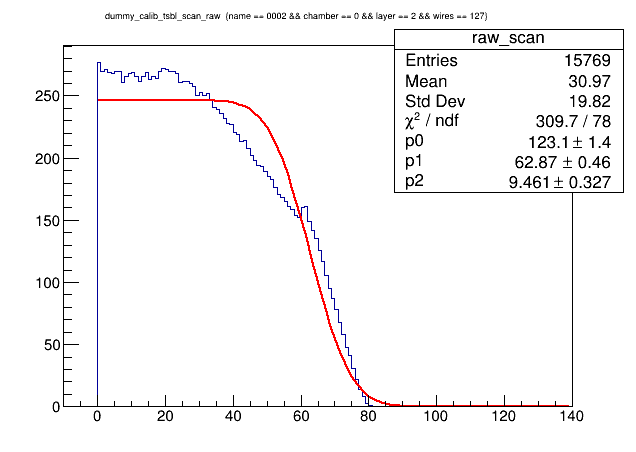 dummy_calib_tsbl_scan_raw (name == 0002 && chamber == 0 && layer == 2 && wires == 127)
raw_scan
Entries 15769
Mean 30.97
Std Dev 19.82
χ² / ndf 309.7 / 78
p0 123.1 ± 1.4
p1 62.87 ± 0.46
p2 9.461 ± 0.327
250
200
150
100
50
0
0 20 40 60 80 100 120 140